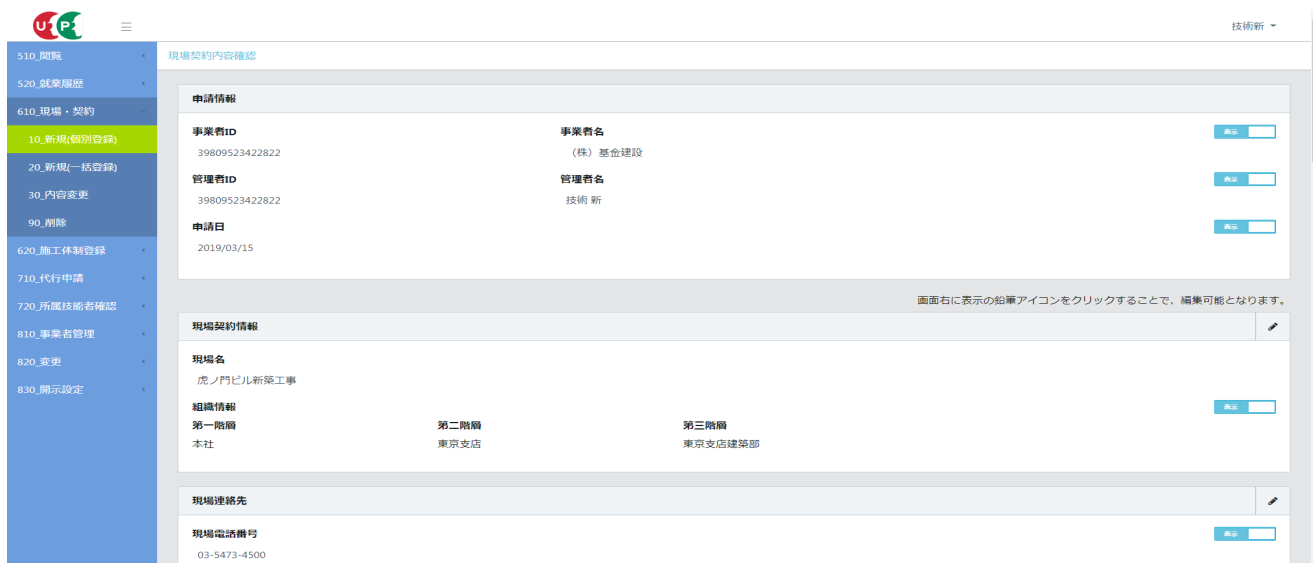 技術新
510_閲覧
520_就業履歴
610_現場・契約
10_新規(個別登録)
20_新規(一括登録)
30_内容変更
90_削除
620_施工体制登録
710_代行申請
720_所属技能者確認
810_事業者管理
820_変更
830_開示設定
現場契約内容確認
申請情報
事業者ID 事業者名 表示
39809523422822 （株）基金建設
管理者ID 管理者名 表示
39809523422822 技術 新
申請日 表示
2019/03/15
画面右に表示の鉛筆アイコンをクリックすることで、編集可能となります。
現場契約情報
現場名
虎ノ門ビル新築工事
組織情報 表示
第一階層 第二階層 第三階層
本社 東京支店 東京支店建築部
現場連絡先
現場電話番号 表示
03-5473-4500